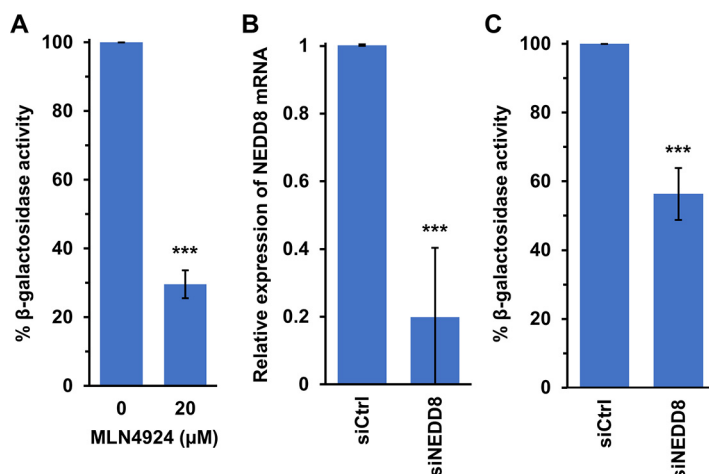 A
% β-galactosidase activity
100
80
60
40
20
0
***
0 20
MLN4924 (µM)
B
Relative expression of NEDD8 mRNA
1
0.8
0.6
0.4
0.2
0
***
siCtrl
siNEDD8
C
% β-galactosidase activity
100
80
60
40
20
0
***
siCtrl
siNEDD8